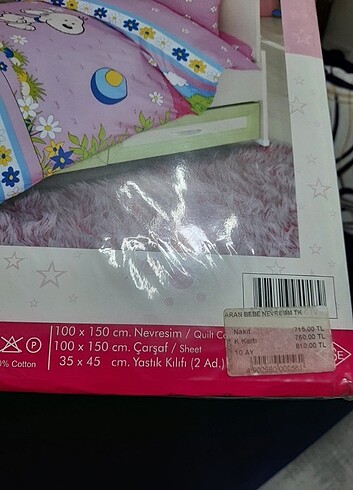 ARAN BEBE NEVRESİM TK
Nakit 715,00 TL
K.Kartı 760,00 TL
10 AY 810,00 TL
100 x 150 cm. Nevresim / Quilt
100 x 150 cm. Çarşaf / Sheet
35 x 45 cm. Yastık Kılıfı (2 Ad.)
P
% Cotton